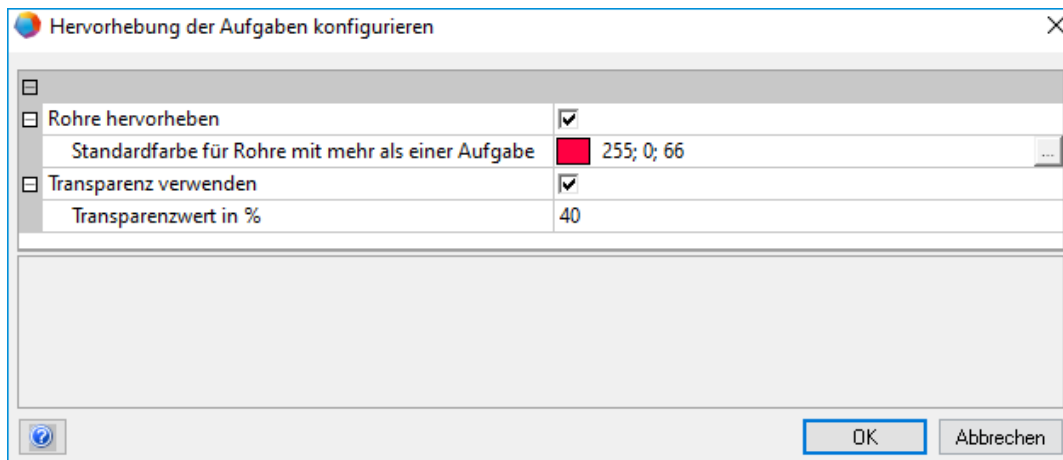 Hervorhebung der Aufgaben konfigurieren
Rohre hervorheben
Standardfarbe für Rohre mit mehr als einer Aufgabe 255; 0; 66 ...
Transparenz verwenden
Transparenzwert in % 40
? OK Abbrechen